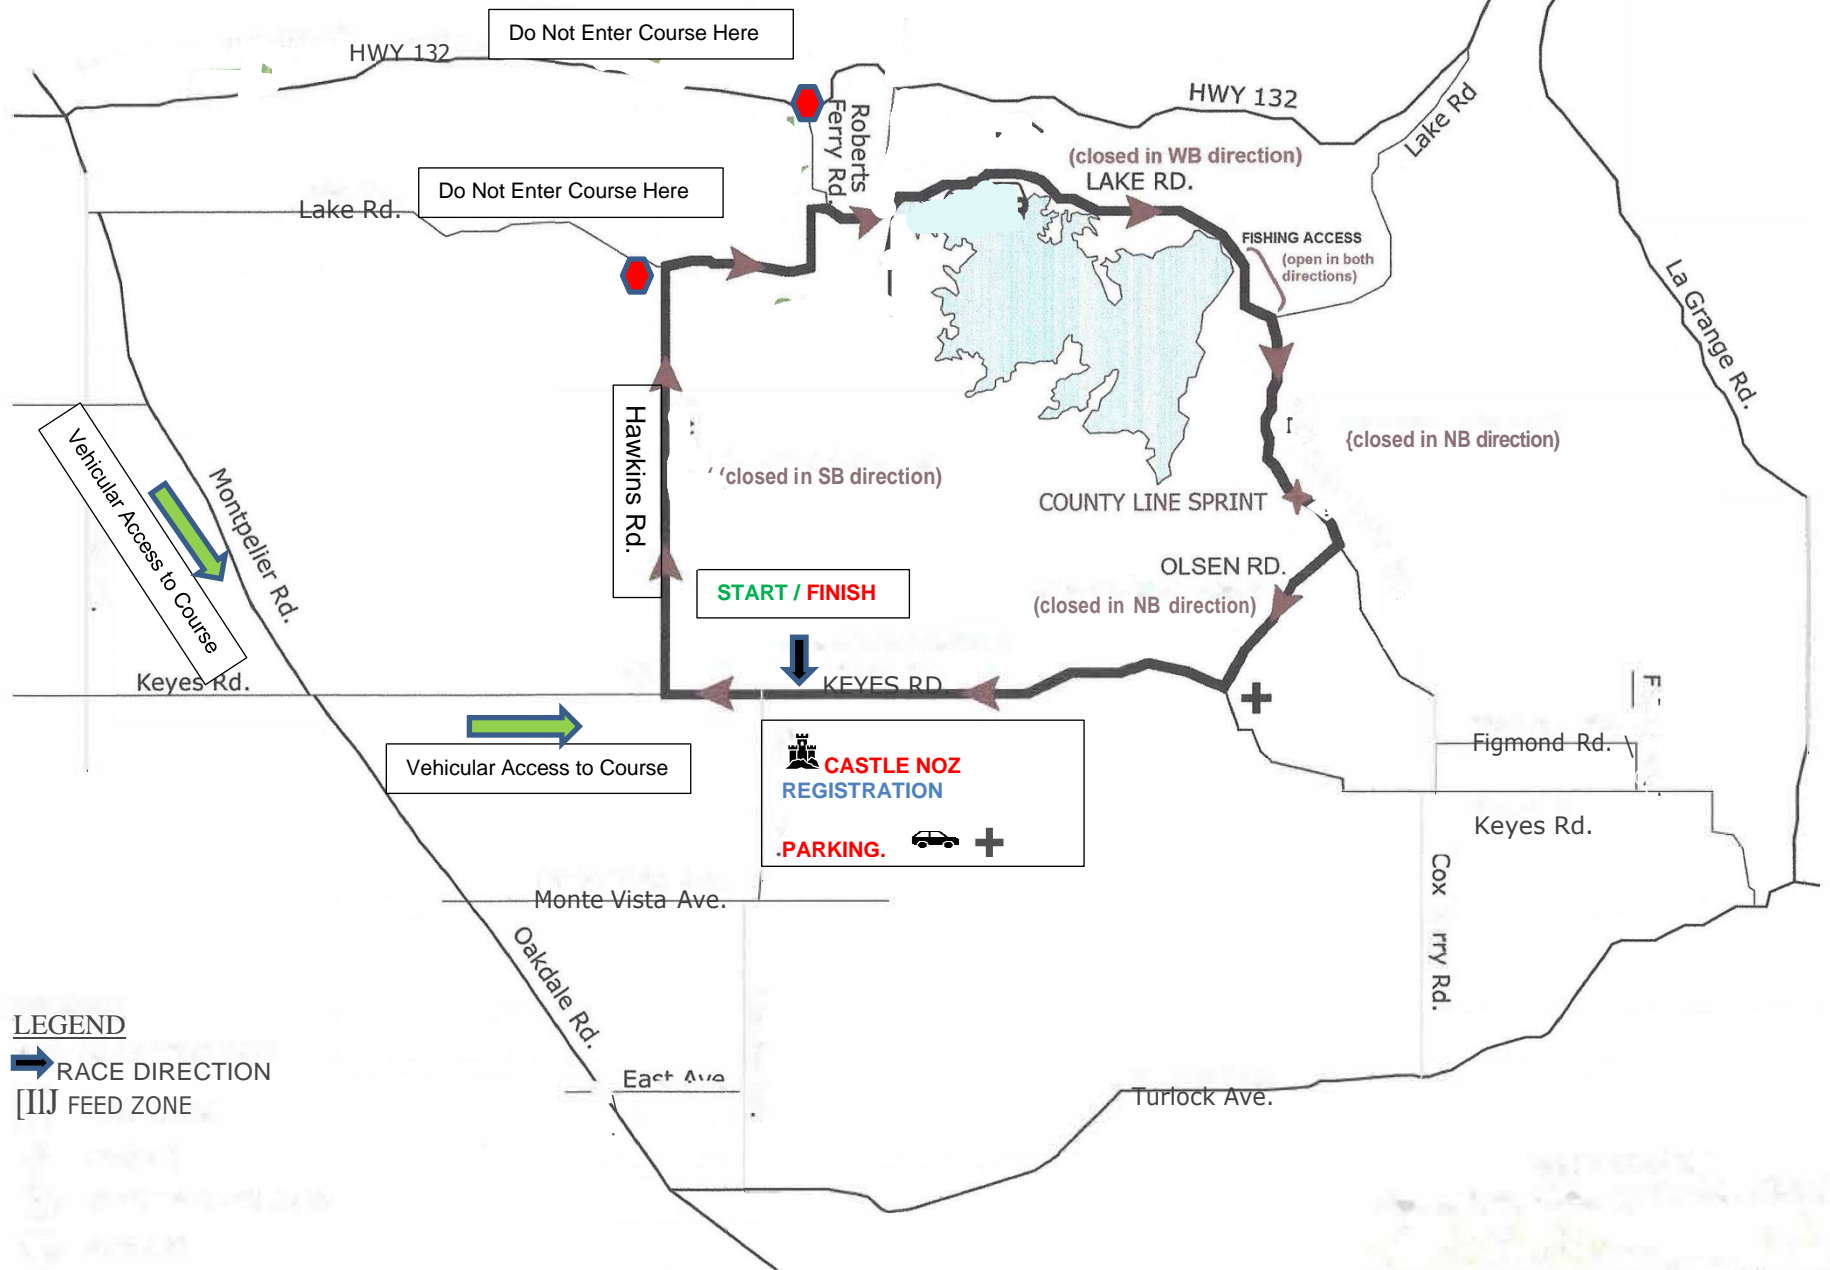 Do Not Enter Course Here
HWY 132
HWY 132
Roberts
Ferry Rd.
Lake Rd
(closed in WB direction)
LAKE RD.
Do Not Enter Course Here
Lake Rd.
FISHING ACCESS
(open in both
directions)
La Grange Rd.
Hawkins Rd.
(closed in SB direction)
{closed in NB direction)
COUNTY LINE SPRINT
Vehicular Access to Course
Montpelier Rd.
OLSEN RD.
(closed in NB direction)
START / FINISH
Keyes Rd.
KEYES RD.
Vehicular Access to Course
CASTLE NOZ
REGISTRATION
PARKING.
Figmond Rd.
Keyes Rd.
Cox rry Rd.
Monte Vista Ave.
Oakdale Rd.
LEGEND
RACE DIRECTION
[IlJ FEED ZONE
East Ave
Turlock Ave.